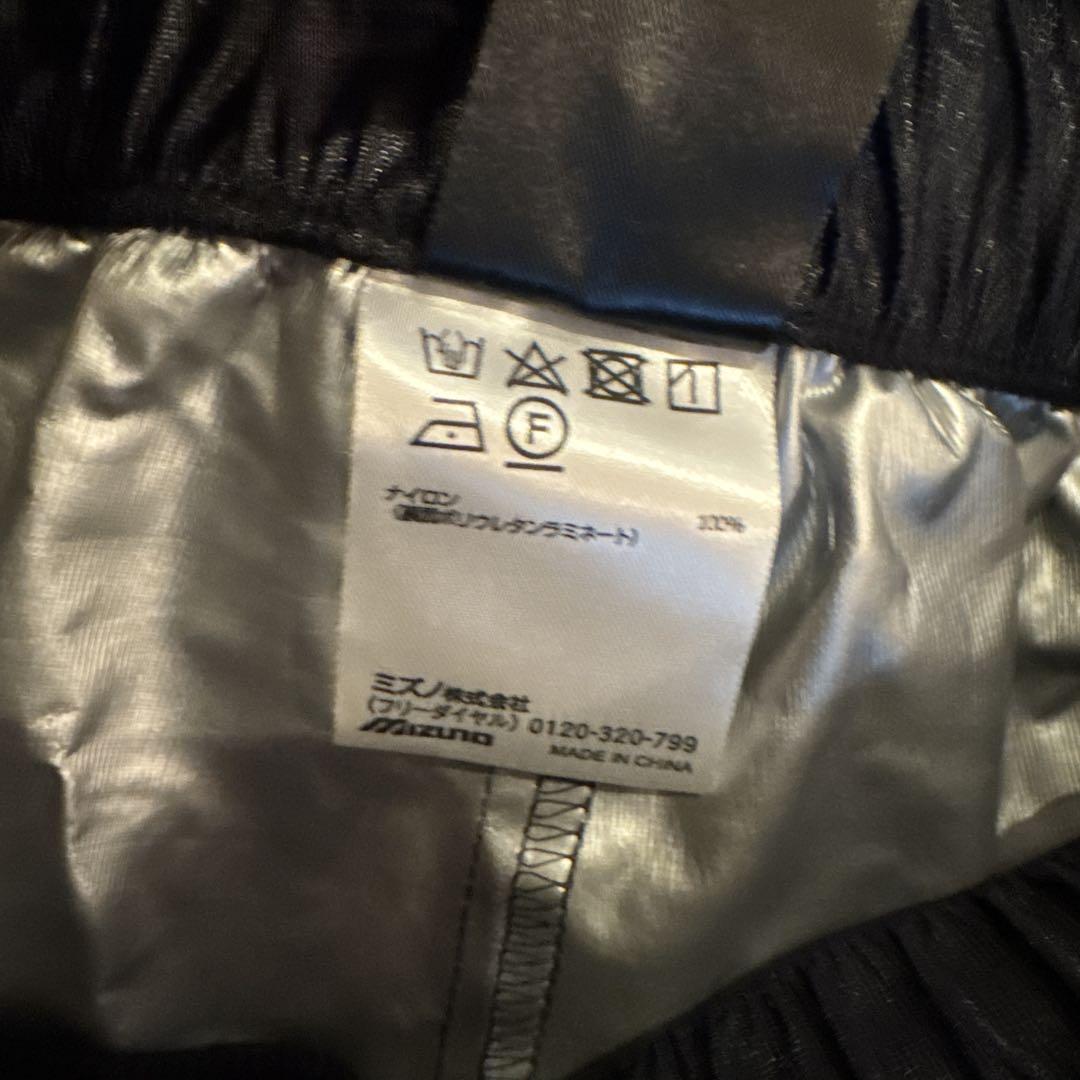 F
ナイロン 100%
(裏面ポリウレタンラミネート)
ミズノ株式会社
(フリーダイヤル) 0120-320-799
MIZUNO
MADE IN CHINA